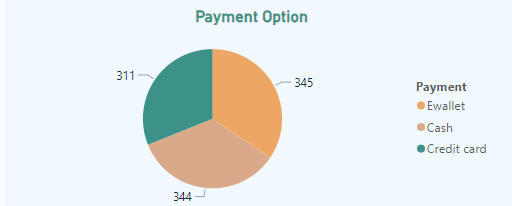 Payment Option
311
345
344
Payment
Ewallet
Cash
Credit card